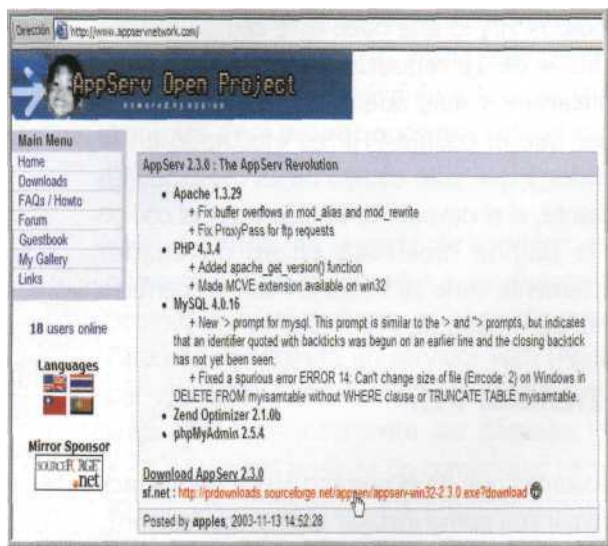 Dirección http://www.appservnetwork.com/
AppServ Open Project
Main Menu
Home
Downloads
FAQs / Howto
Forum
Guestbook
My Gallery
Links
18 users online
Languages
Mirror Sponsor
SOURCEFORGE
.net
AppServ 2.3.0 : The AppServ Revolution
• Apache 1.3.29
+ Fix buffer overflows in mod_alias and mod_rewrite
+ Fix ProxyPass for ftp requests
• PHP 4.3.4
+ Added apache_get_version() function
+ Made MCVE extension available on win32
• MySQL 4.0.16
+ New `> prompt for mysql. This prompt is similar to the '> and "> prompts, but indicates
that an identifier quoted with backticks was begun on an earlier line and the closing backtick
has not yet been seen.
+ Fixed a spurious error ERROR 14: Can't change size of file (Errcode: 2) on Windows in
DELETE FROM myisamtable without WHERE clause or TRUNCATE TABLE myisamtable.
• Zend Optimizer 2.1.0b
• phpMyAdmin 2.5.4
Download AppServ 2.3.0
sf.net : http://prdownloads.sourceforge.net/appserv/appserv-win32-2.3.0.exe?download
Posted by apples, 2003-11-13 14:52:28